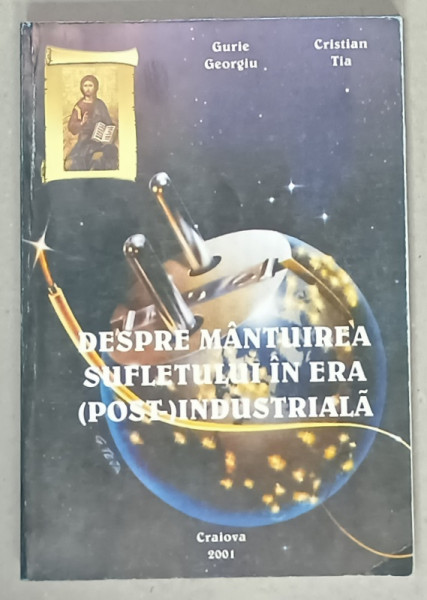 Gurie
Georgiu
Cristian
Tia
DESPRE MÂNTUIREA
SUFLETULUI ÎN ERA
(POST-)INDUSTRIALĂ
Craiova
2001